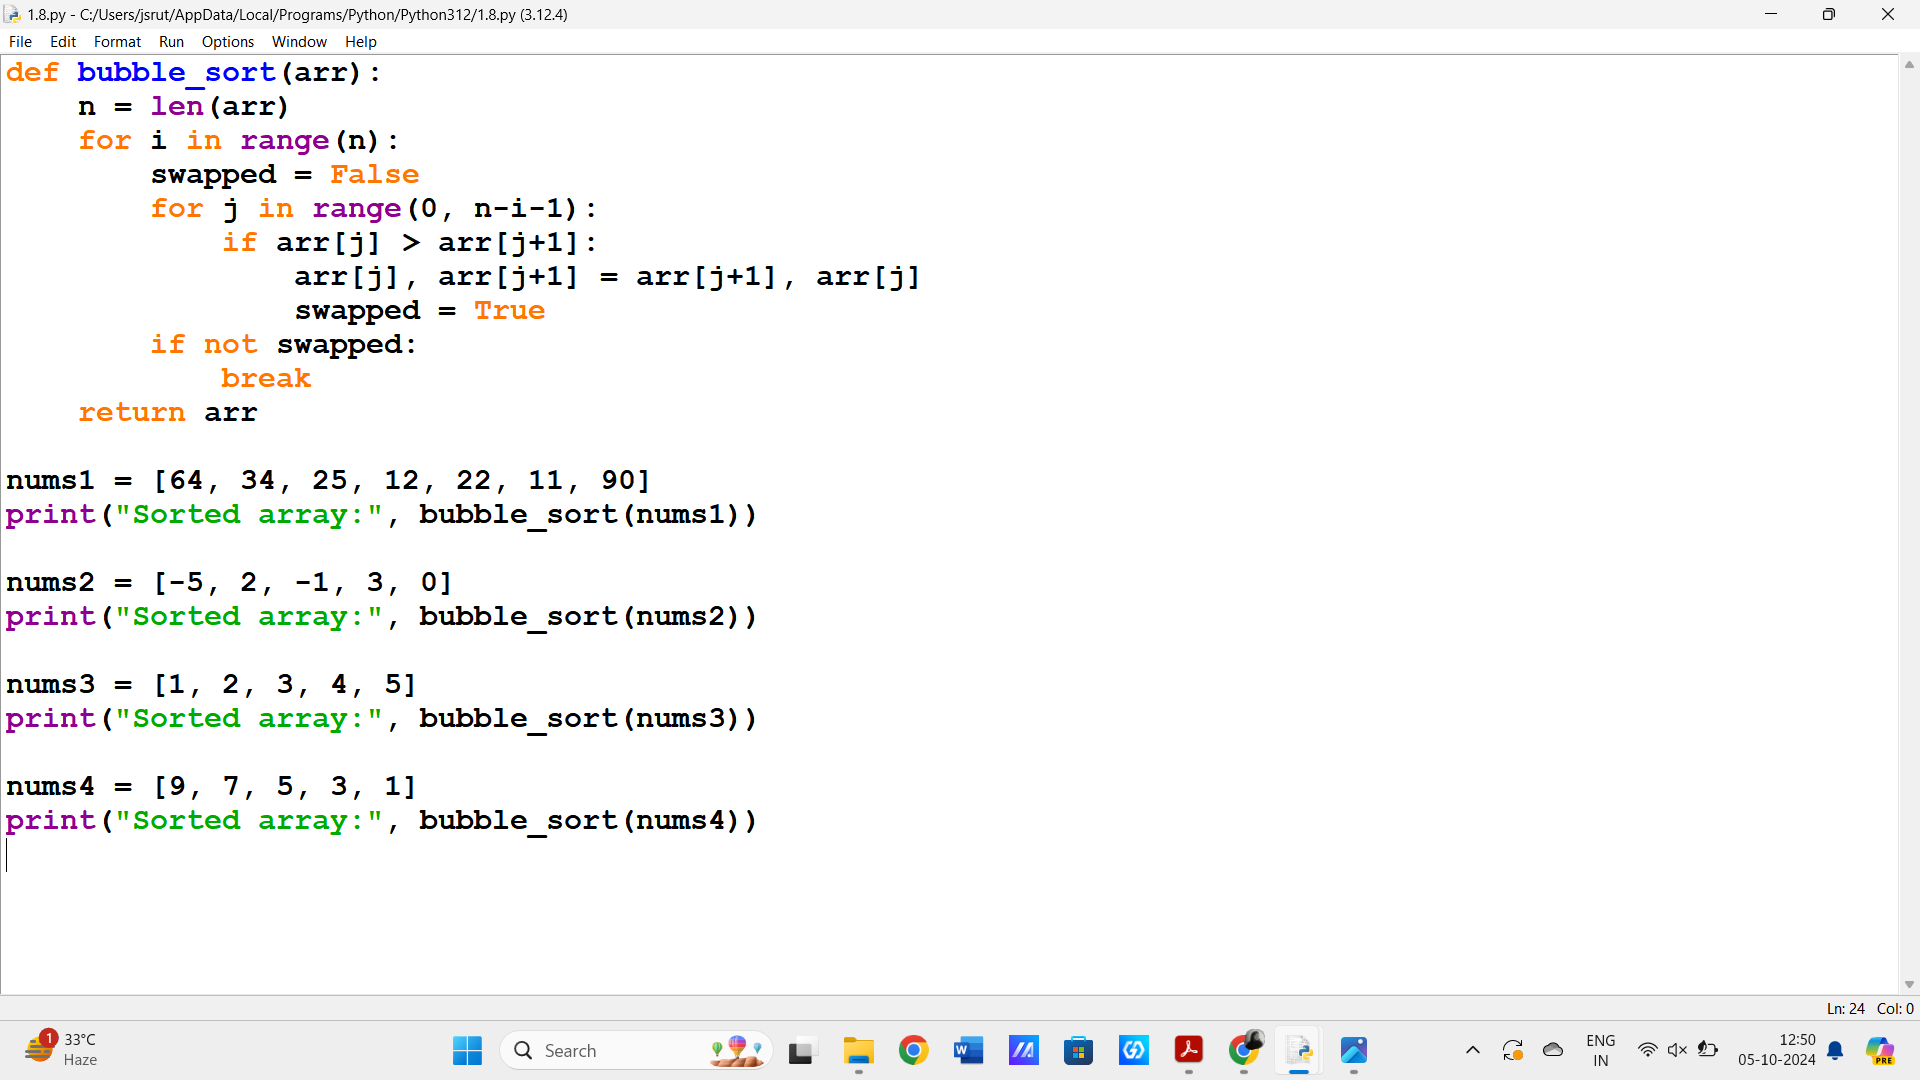 1.8.py - C:/Users/jsrut/AppData/Local/Programs/Python/Python312/1.8.py (3.12.4)
File Edit Format Run Options Window Help
def bubble_sort(arr):
    n = len(arr)
    for i in range(n):
        swapped = False
        for j in range(0, n-i-1):
            if arr[j] > arr[j+1]:
                arr[j], arr[j+1] = arr[j+1], arr[j]
                swapped = True
        if not swapped:
            break
    return arr

nums1 = [64, 34, 25, 12, 22, 11, 90]
print("Sorted array:", bubble_sort(nums1))

nums2 = [-5, 2, -1, 3, 0]
print("Sorted array:", bubble_sort(nums2))

nums3 = [1, 2, 3, 4, 5]
print("Sorted array:", bubble_sort(nums3))

nums4 = [9, 7, 5, 3, 1]
print("Sorted array:", bubble_sort(nums4))
Ln: 24 Col: 0
1 33°C
Haze
Search
W
ENG
IN
12:50
05-10-2024
PRE